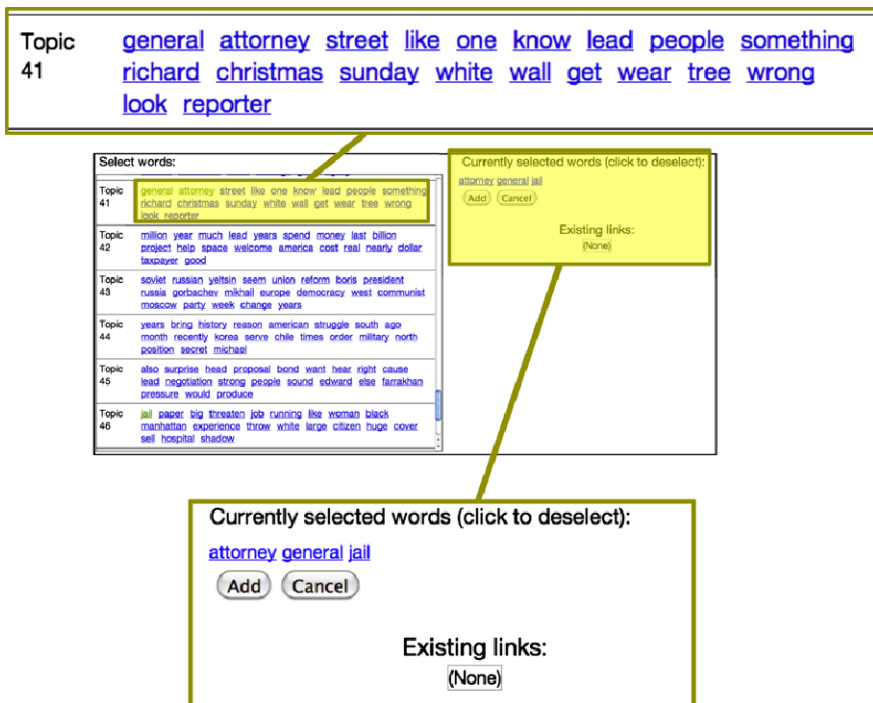 Topic 41 general attorney street like one know lead people something
richard christmas sunday white wall get wear tree wrong
look reporter
Select words:
Topic 41 general attorney street like one know lead people something
richard christmas sunday white wall get wear tree wrong
look reporter
Topic 42 million year much lead years spend money last billion
project help space welcome america cost real nearly dollar
taxpayer good
Topic 43 soviet russian yeltsin seem union reform boris president
russia gorbachev mikhail europe democracy west communist
moscow party week change years
Topic 44 years bring history reason american struggle south ago
month recently korea serve chile times order military north
position secret michael
Topic 45 also surprise head proposal bond want hear right cause
lead negotiation strong people sound edward else farrakhan
pressure would produce
Topic 46 jail paper big threaten job running like woman black
manhattan experience throw white large citizen huge cover
sell hospital shadow
Currently selected words (click to deselect):
attorney general jail
Add Cancel
Existing links:
(None)
Currently selected words (click to deselect):
attorney general jail
Add Cancel
Existing links:
(None)